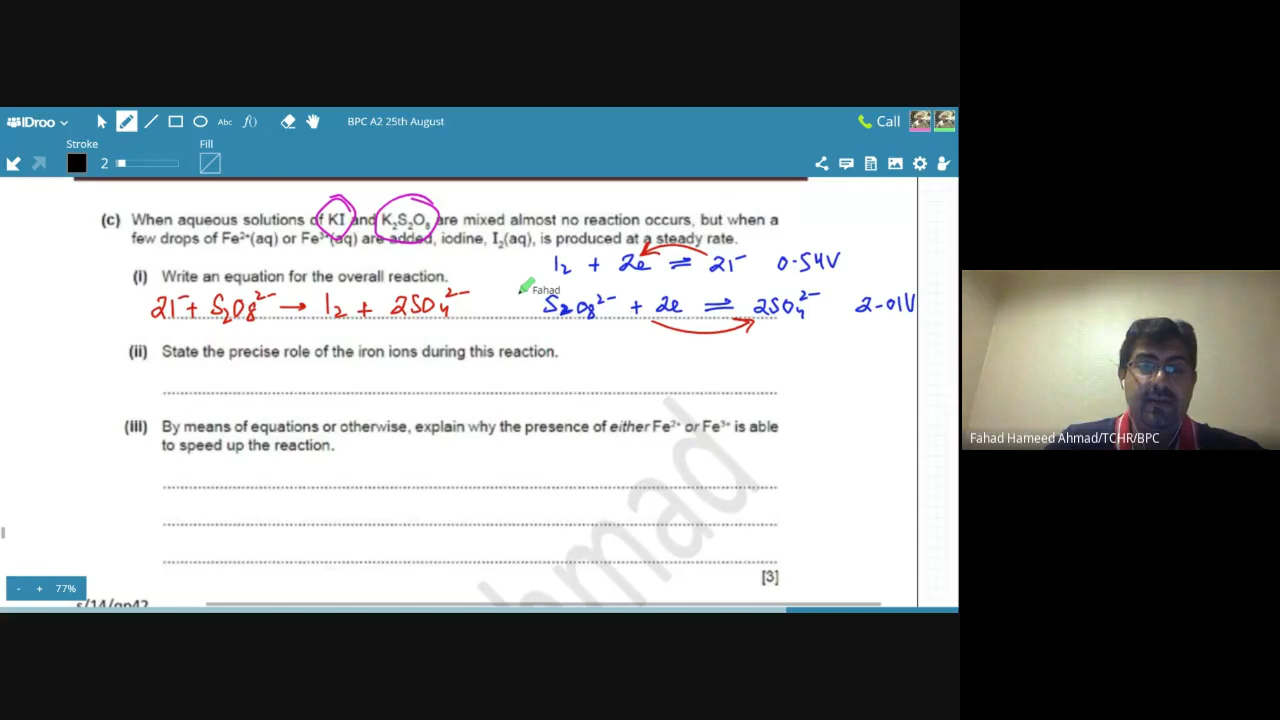 IDroo Abc f() BPC A2 25th August Call
Stroke Fill
2
(c) When aqueous solutions of KI and K₂S₂O₈ are mixed almost no reaction occurs, but when a
few drops of Fe²⁺(aq) or Fe³⁺(aq) are added, iodine, I₂(aq), is produced at a steady rate.
I₂ + 2e ⇌ 2I⁻ 0.54V
(i) Write an equation for the overall reaction.
Fahad
2I⁻ + S₂O₈²⁻ → I₂ + 2SO₄²⁻
S₂O₈²⁻ + 2e ⇌ 2SO₄²⁻ 2.01V
(ii) State the precise role of the iron ions during this reaction.
(iii) By means of equations or otherwise, explain why the presence of either Fe²⁺ or Fe³⁺ is able
to speed up the reaction.
[3]
hmad
- + 77%
s/14/qp42
Fahad Hameed Ahmad/TCHR/BPC